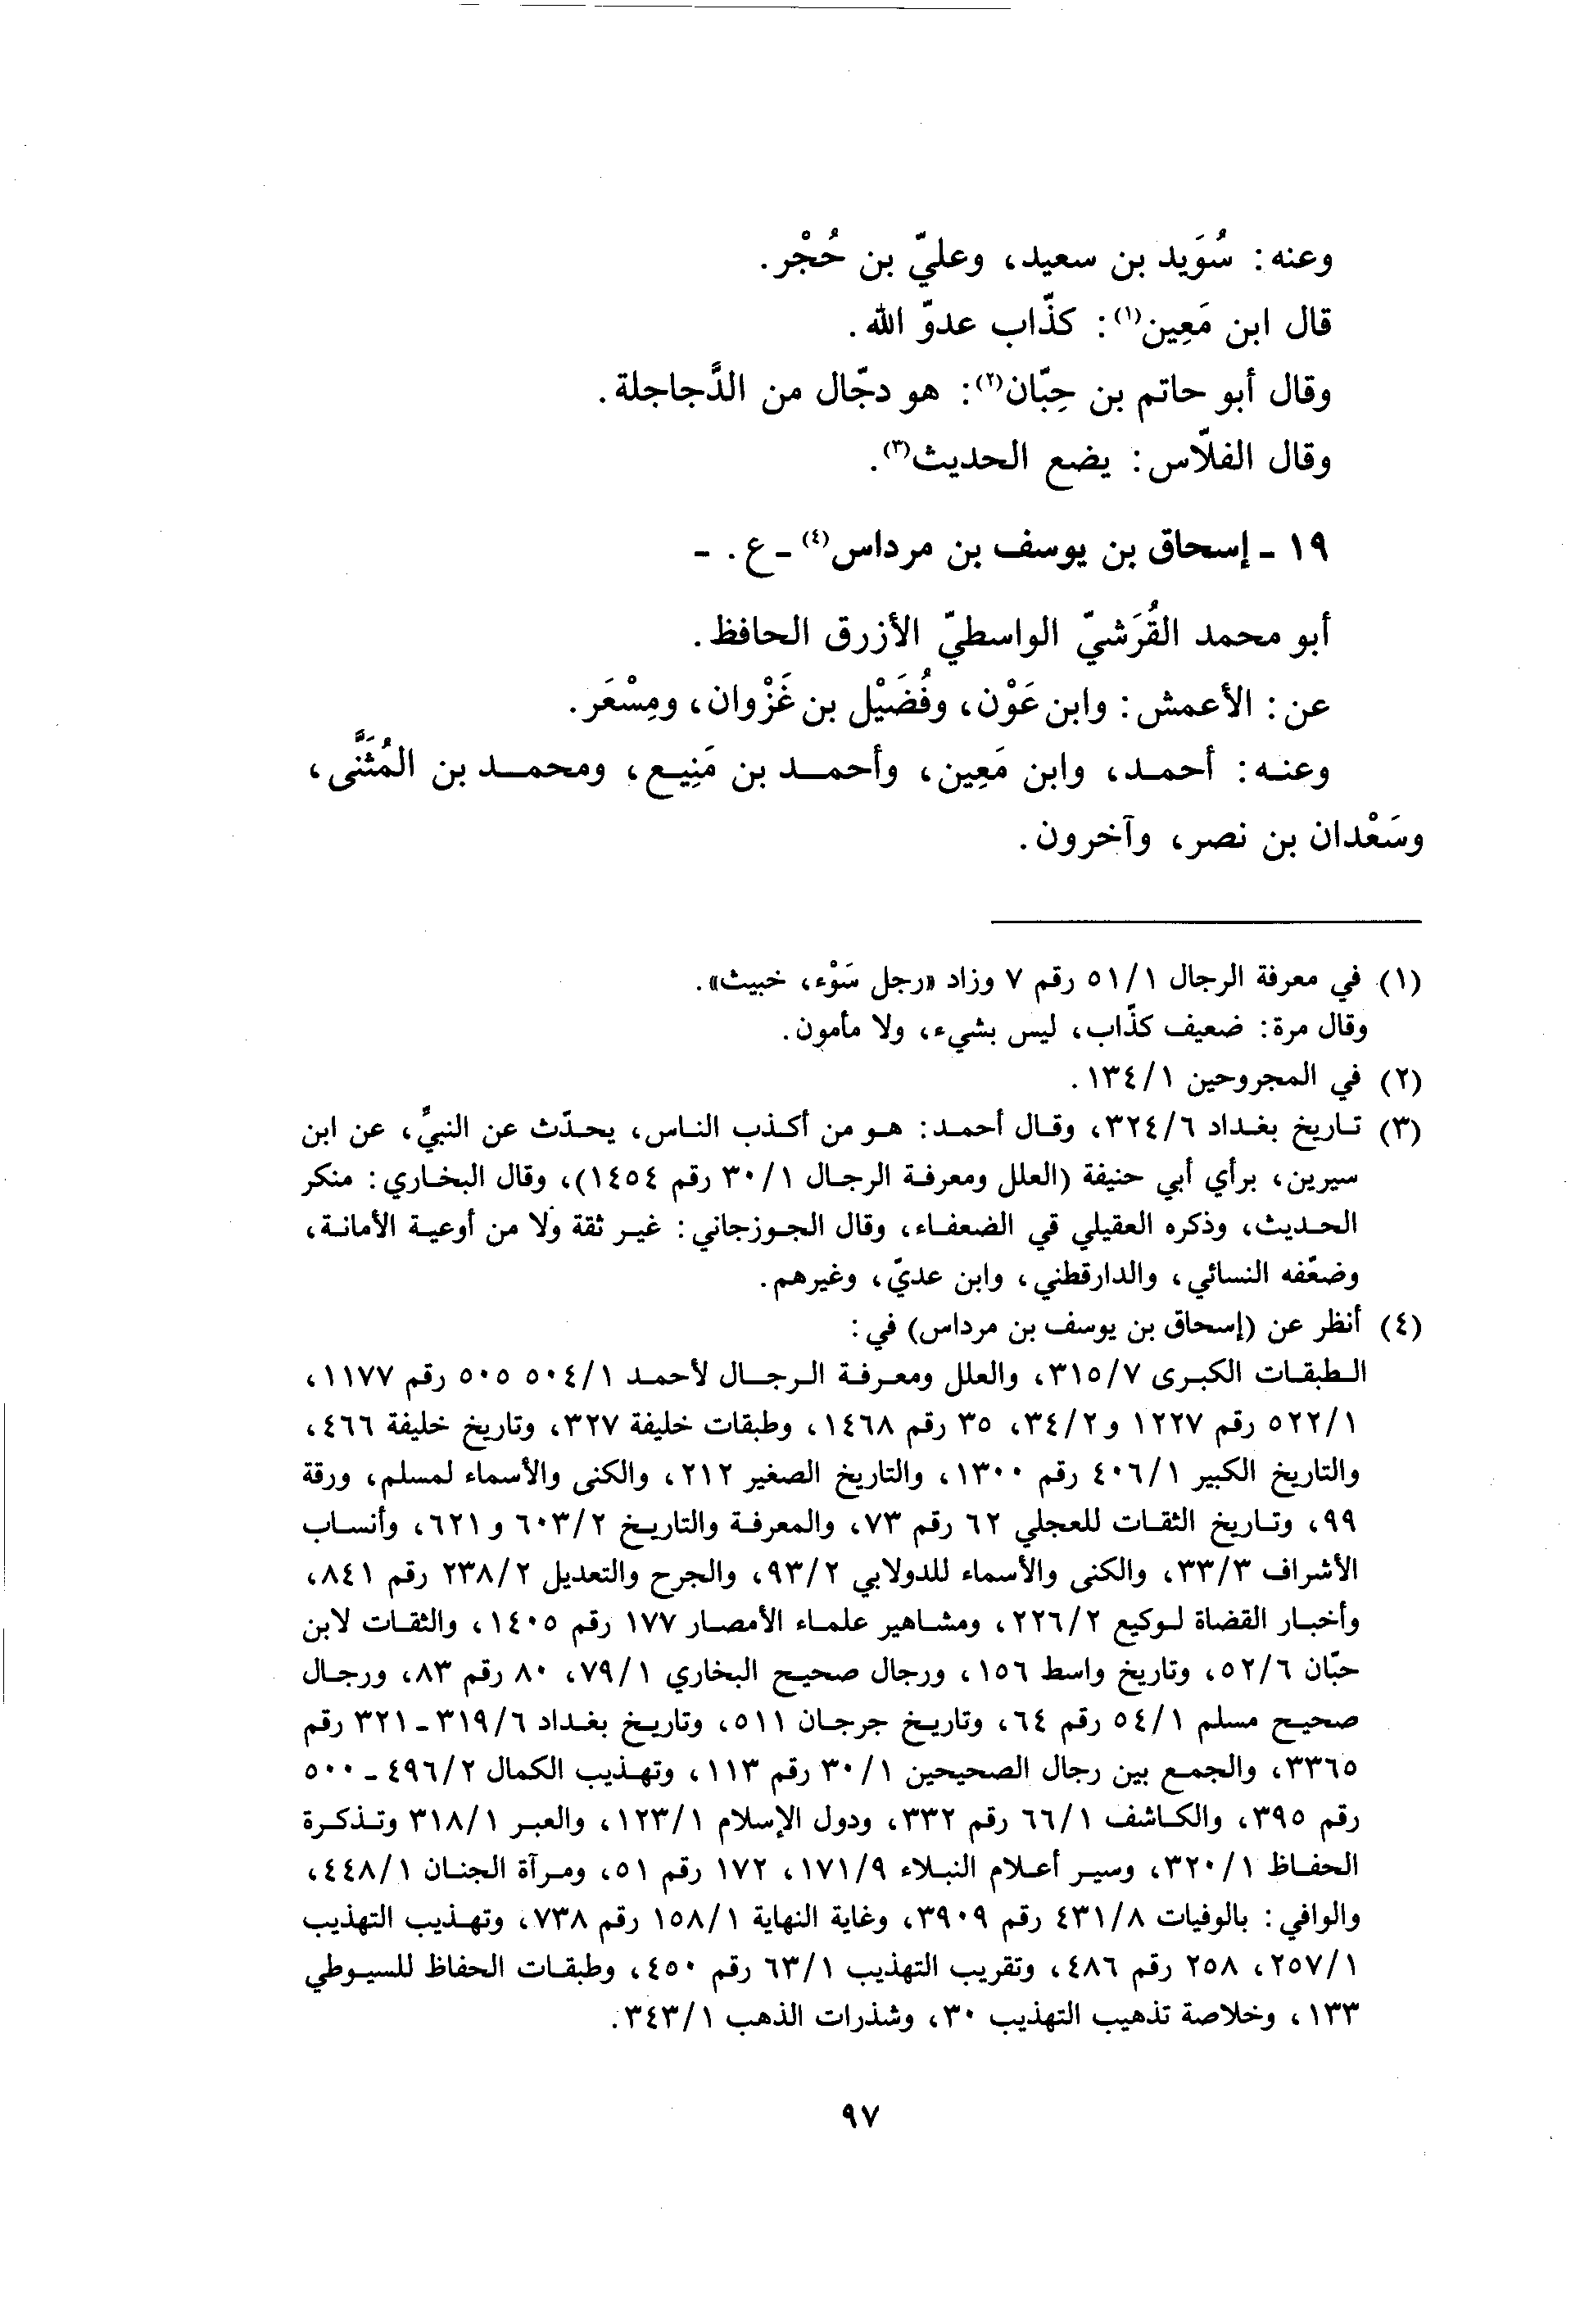 وعنه: سُوَيد بن سعيد، وعليّ بن حُجْر.
قال ابن مَعِين(١): كذّاب عدوّ الله.
وقال أبو حاتم بن حِبّان(٢): هو دجّال من الدَّجاجلة.
وقال الفلّاس: يضع الحديث(٣).
١٩ - إسحاق بن يوسف بن مرداس(٤) - ع. -
أبو محمد القُرَشيّ الواسطيّ الأزرق الحافظ.
عن: الأعمش: وابن عَوْن، وفُضَيْل بن غَزْوان، ومِسْعَر.
وعنه: أحمد، وابن مَعِين، وأحمد بن مَنِيع، ومحمد بن المُثَنَّى،
وسَعْدان بن نصر، وآخرون.
(١) في معرفة الرجال ٥١/١ رقم ٧ وزاد «رجل سَوْء، خبيث».
وقال مرة: ضعيف كذّاب، ليس بشيء، ولا مأمون.
(٢) في المجروحين ١٣٤/١.
(٣) تاريخ بغداد ٣٢٤/٦، وقال أحمد: هو من أكذب الناس، يحدّث عن النبيّ، عن ابن
سيرين، برأي أبي حنيفة (العلل ومعرفة الرجال ٣٠/١ رقم ١٤٥٤)، وقال البخاري: منكر
الحديث، وذكره العقيلي قي الضعفاء، وقال الجوزجاني: غير ثقة ولا من أوعية الأمانة،
وضعّفه النسائي، والدارقطني، وابن عديّ، وغيرهم.
(٤) أنظر عن (إسحاق بن يوسف بن مرداس) في:
الطبقات الكبرى ٣١٥/٧، والعلل ومعرفة الرجال لأحمد ٥٠٤/١ ٥٠٥ رقم ١١٧٧،
٥٢٢/١ رقم ١٢٢٧ و ٣٤/٢، ٣٥ رقم ١٤٦٨، وطبقات خليفة ٣٢٧، وتاريخ خليفة ٤٦٦،
والتاريخ الكبير ٤٠٦/١ رقم ١٣٠٠، والتاريخ الصغير ٢١٢، والكنى والأسماء لمسلم، ورقة
٩٩، وتاريخ الثقات للعجلي ٦٢ رقم ٧٣، والمعرفة والتاريخ ٦٠٣/٢ و ٦٢١، وأنساب
الأشراف ٣٣/٣، والكنى والأسماء للدولابي ٩٣/٢، والجرح والتعديل ٢٣٨/٢ رقم ٨٤١،
وأخبار القضاة لوكيع ٢٢٦/٢، ومشاهير علماء الأمصار ١٧٧ رقم ١٤٠٥، والثقات لابن
حبّان ٥٢/٦، وتاريخ واسط ١٥٦، ورجال صحيح البخاري ٧٩/١، ٨٠ رقم ٨٣، ورجال
صحيح مسلم ٥٤/١ رقم ٦٤، وتاريخ جرجان ٥١١، وتاريخ بغداد ٣١٩/٦ - ٣٢١ رقم
٣٣٦٥، والجمع بين رجال الصحيحين ٣٠/١ رقم ١١٣، وتهذيب الكمال ٤٩٦/٢ - ٥٠٠
رقم ٣٩٥، والكاشف ٦٦/١ رقم ٣٣٢، ودول الإسلام ١٢٣/١، والعبر ٣١٨/١ وتذكرة
الحفاظ ٣٢٠/١، وسير أعلام النبلاء ١٧١/٩، ١٧٢ رقم ٥١، ومرآة الجنان ٤٤٨/١،
والوافي: بالوفيات ٤٣١/٨ رقم ٣٩٠٩، وغاية النهاية ١٥٨/١ رقم ٧٣٨، وتهذيب التهذيب
٢٥٧/١، ٢٥٨ رقم ٤٨٦، وتقريب التهذيب ٦٣/١ رقم ٤٥٠، وطبقات الحفاظ للسيوطي
١٣٣، وخلاصة تذهيب التهذيب ٣٠، وشذرات الذهب ٣٤٣/١.
٩٧